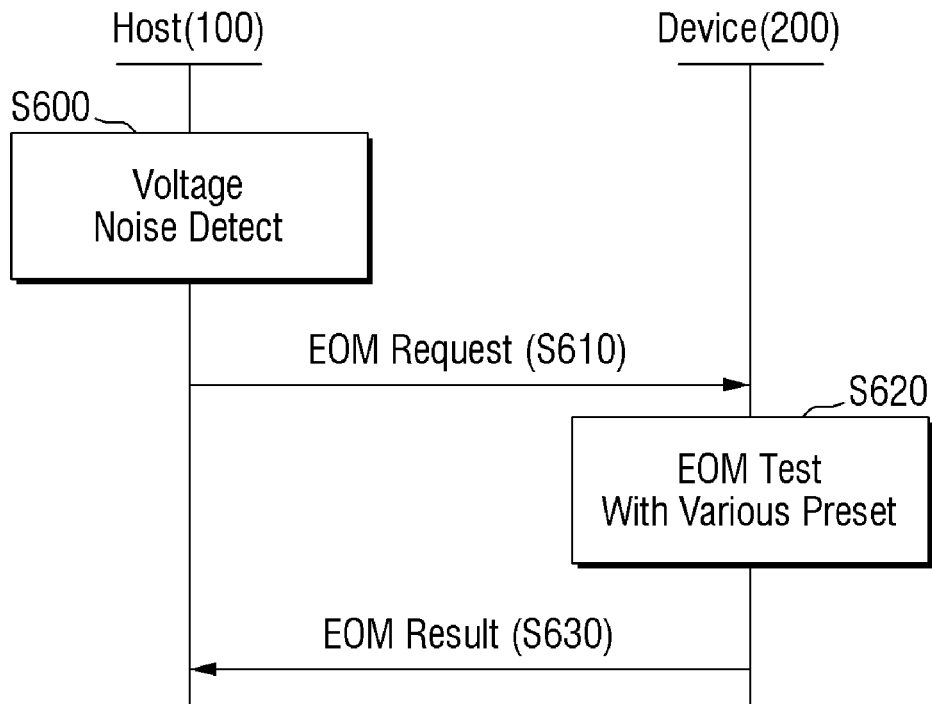 Host(100)
Device(200)
S600
Voltage
Noise Detect
EOM Request (S610)
S620
EOM Test
With Various Preset
EOM Result (S630)